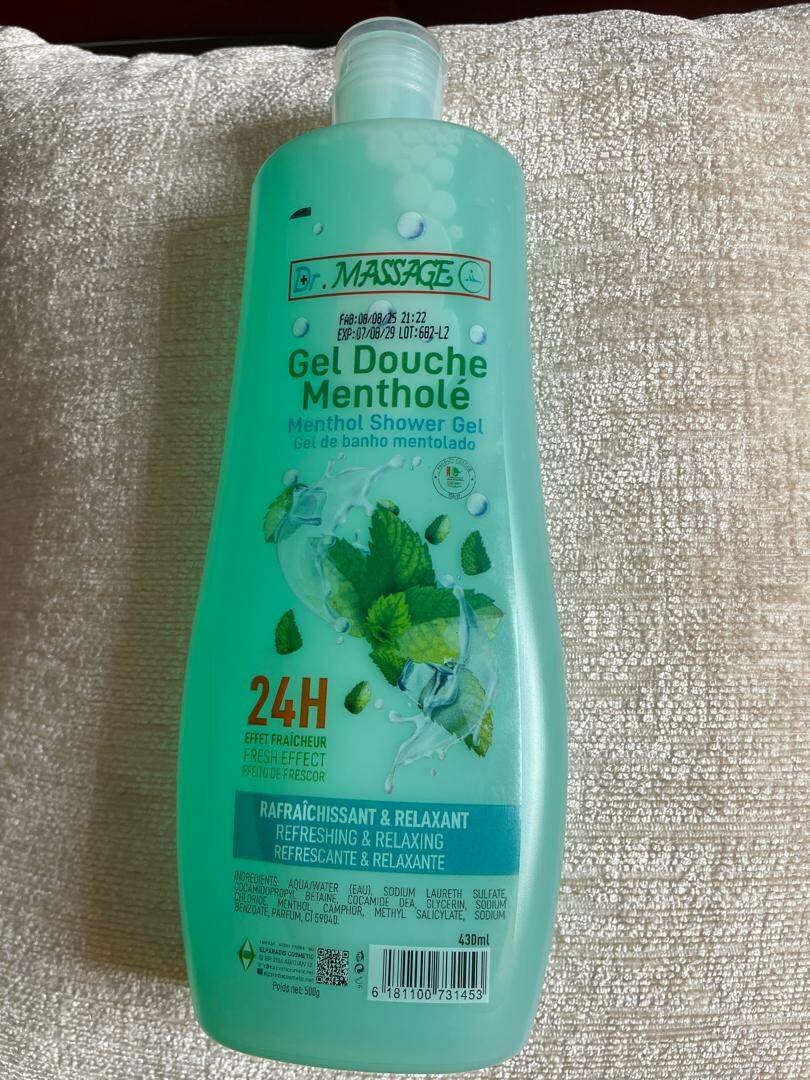 Dr. MASSAGE
FAB:08/08/25 21:22
EXP:07/08/29 LOT:682-L2
Gel Douche
Mentholé
Menthol Shower Gel
Gel de banho mentolado
24H
EFFET FRAÎCHEUR
FRESH EFFECT
EFEITO DE FRESCOR
RAFRAÎCHISSANT & RELAXANT
REFRESHING & RELAXING
REFRESCANTE & RELAXANTE
INGREDIENTS: AQUA/WATER (EAU), SODIUM LAURETH SULFATE,
COCAMIDOPROPYL BETAINE, COCAMIDE DEA, GLYCERIN, SODIUM
CHLORIDE, MENTHOL, CAMPHOR, METHYL SALICYLATE, SODIUM
BENZOATE, PARFUM, CI 59040.
430ml
COSMETIC
ABIDJAN 12
Poids net: 500g
6 181100 731453